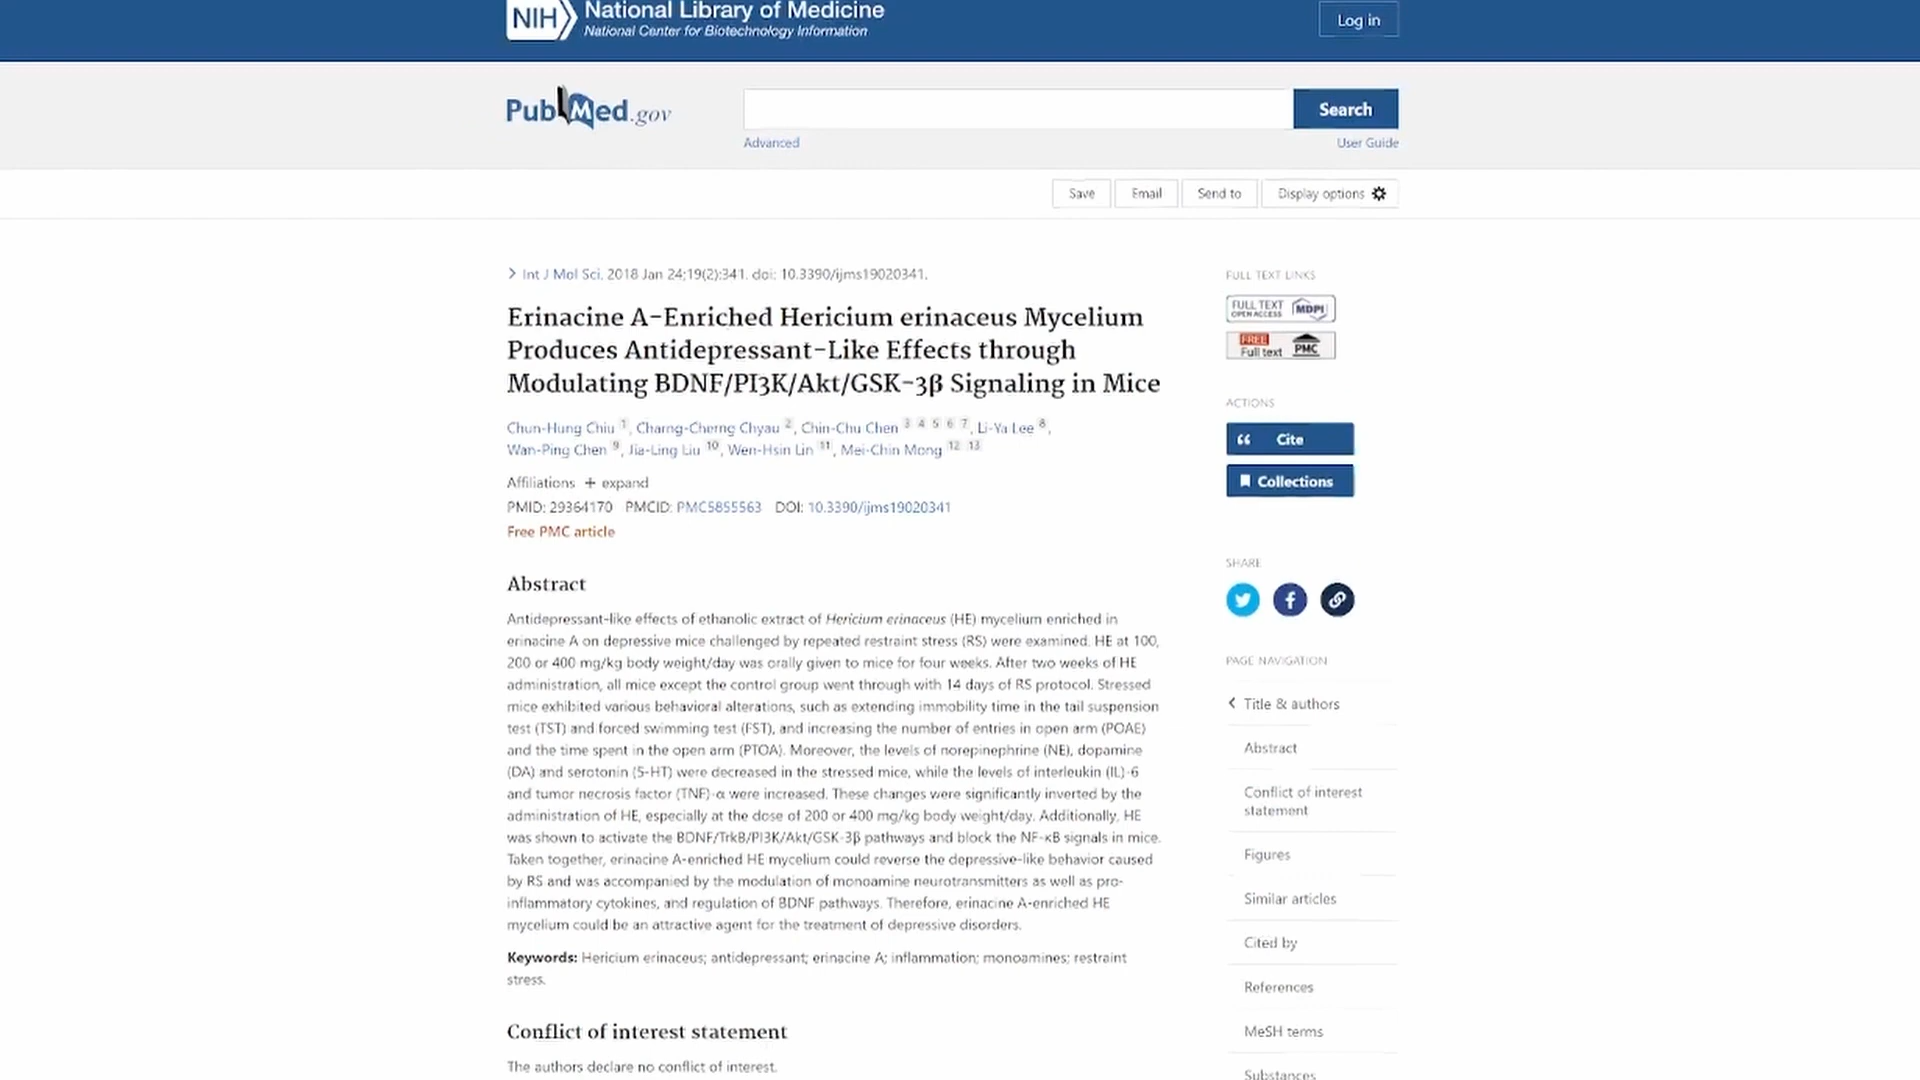 NIH National Library of Medicine
National Center for Biotechnology Information
Log in
PubMed.gov
Search
Advanced
User Guide
Save
Email
Send to
Display options
Int J Mol Sci. 2018 Jan 24;19(2):341. doi: 10.3390/ijms19020341.
Erinacine A-Enriched Hericium erinaceus Mycelium
Produces Antidepressant-Like Effects through
Modulating BDNF/PI3K/Akt/GSK-3β Signaling in Mice
Chun-Hung Chiu 1, Charng-Cherng Chyau 2, Chin-Chu Chen 3 4 5 6 7, Li-Ya Lee 8,
Wan-Ping Chen 9, Jia-Ling Liu 10, Wen-Hsin Lin 11, Mei-Chin Mong 12 13
Affiliations + expand
PMID: 29364170 PMCID: PMC5855563 DOI: 10.3390/ijms19020341
Free PMC article
Abstract
Antidepressant-like effects of ethanolic extract of Hericium erinaceus (HE) mycelium enriched in
erinacine A on depressive mice challenged by repeated restraint stress (RS) were examined. HE at 100,
200 or 400 mg/kg body weight/day was orally given to mice for four weeks. After two weeks of HE
administration, all mice except the control group went through with 14 days of RS protocol. Stressed
mice exhibited various behavioral alterations, such as extending immobility time in the tail suspension
test (TST) and forced swimming test (FST), and increasing the number of entries in open arm (POAE)
and the time spent in the open arm (PTOA). Moreover, the levels of norepinephrine (NE), dopamine
(DA) and serotonin (5-HT) were decreased in the stressed mice, while the levels of interleukin (IL)-6
and tumor necrosis factor (TNF)-α were increased. These changes were significantly inverted by the
administration of HE, especially at the dose of 200 or 400 mg/kg body weight/day. Additionally, HE
was shown to activate the BDNF/TrkB/PI3K/Akt/GSK-3β pathways and block the NF-κB signals in mice.
Taken together, erinacine A-enriched HE mycelium could reverse the depressive-like behavior caused
by RS and was accompanied by the modulation of monoamine neurotransmitters as well as pro-
inflammatory cytokines, and regulation of BDNF pathways. Therefore, erinacine A-enriched HE
mycelium could be an attractive agent for the treatment of depressive disorders.
Keywords: Hericium erinaceus; antidepressant; erinacine A; inflammation; monoamines; restraint
stress.
Conflict of interest statement
The authors declare no conflict of interest.
FULL TEXT LINKS
FULL TEXT
OPEN ACCESS
MDPI
FREE
Full text
PMC
ACTIONS
Cite
Collections
SHARE
PAGE NAVIGATION
Title & authors
Abstract
Conflict of interest
statement
Figures
Similar articles
Cited by
References
MeSH terms
Substances